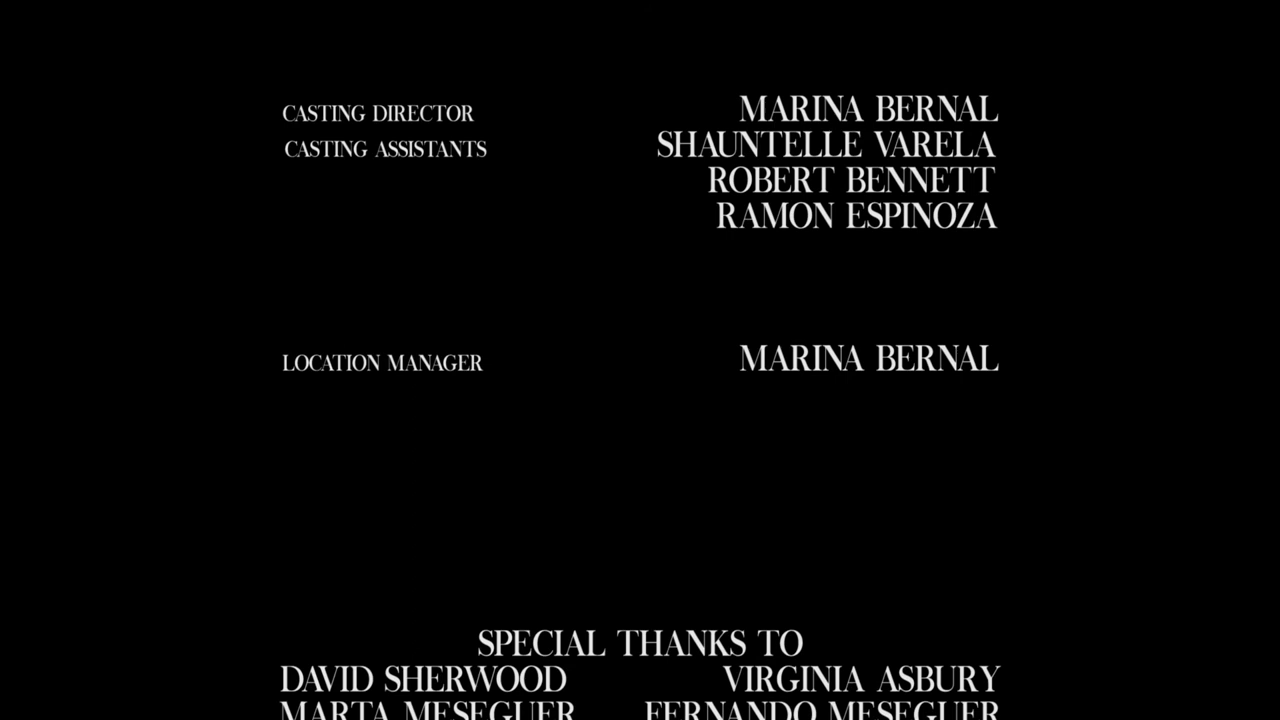 CASTING DIRECTOR MARINA BERNAL
CASTING ASSISTANTS SHAUNTELLE VARELA
ROBERT BENNETT
RAMON ESPINOZA
LOCATION MANAGER MARINA BERNAL
SPECIAL THANKS TO
DAVID SHERWOOD VIRGINIA ASBURY
MARTA MESEGUER FERNANDO MESEGUER